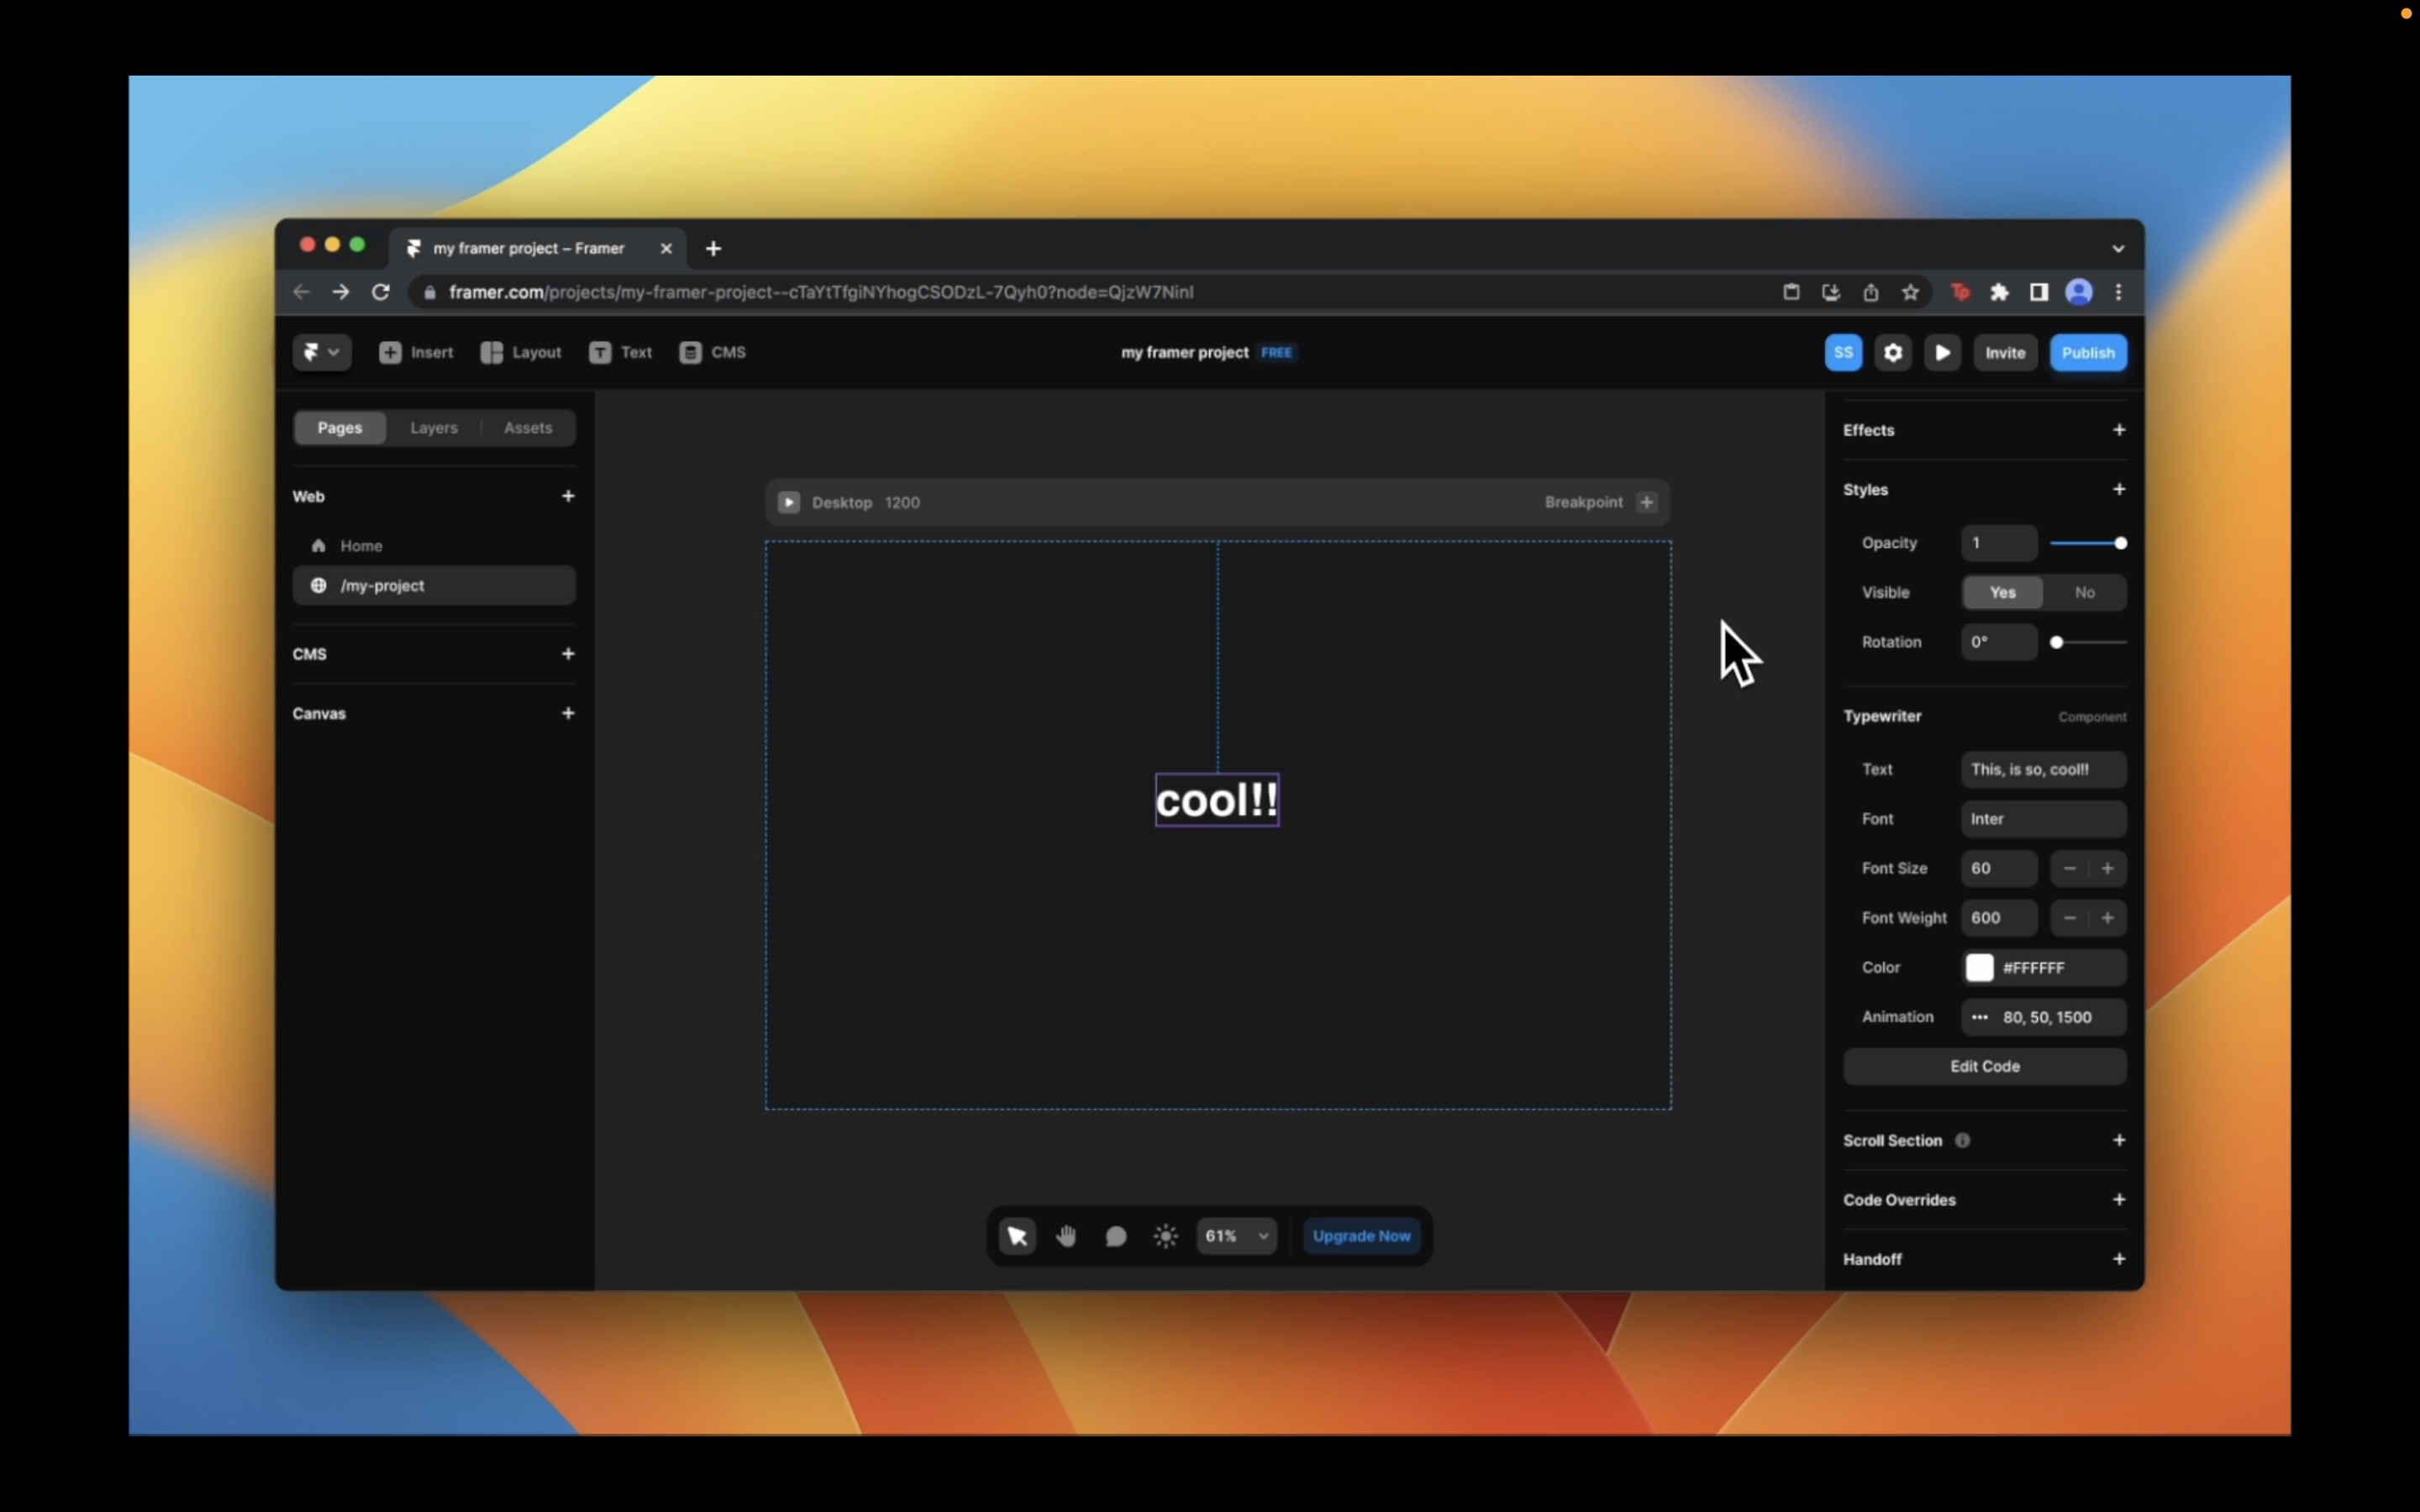 my framer project – Framer
framer.com/projects/my-framer-project--cTaYtTfgiNYhogCSODzL-7Qyh0?node=QjzW7NinI
Insert Layout Text CMS my framer project FREE SS Invite Publish
Pages Layers Assets
Web
Home
/my-project
CMS
Canvas
Desktop 1200 Breakpoint
cool!!
61% Upgrade Now
Effects
Styles
Opacity 1
Visible Yes No
Rotation 0°
Typewriter Component
Text This, is so, cool!!
Font Inter
Font Size 60
Font Weight 600
Color #FFFFFF
Animation 80, 50, 1500
Edit Code
Scroll Section
Code Overrides
Handoff